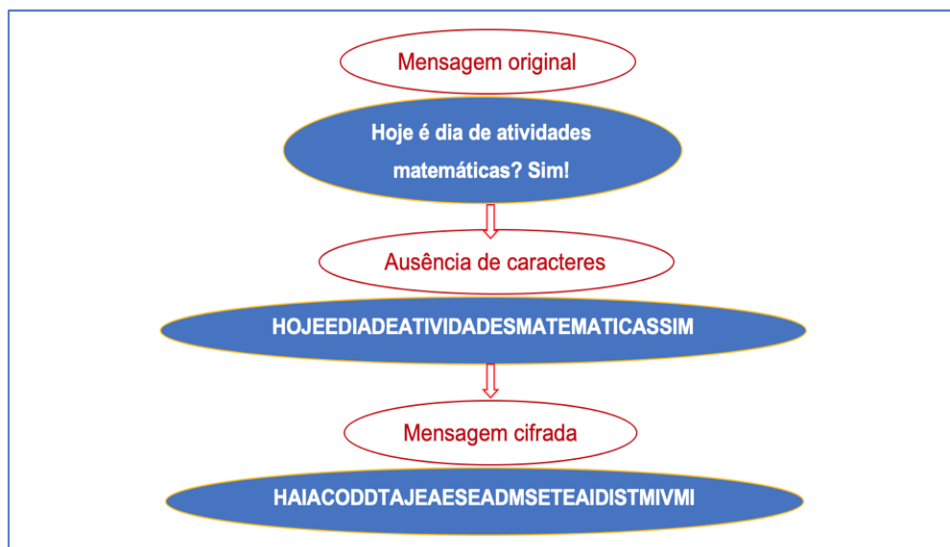 Mensagem original
Hoje é dia de atividades
matemáticas? Sim!
Ausência de caracteres
HOJEEDIADEATIVIDADESMATEMATICASSIM
Mensagem cifrada
HAIACODDTAJEAESEADMSETEAIDISTMIVMI